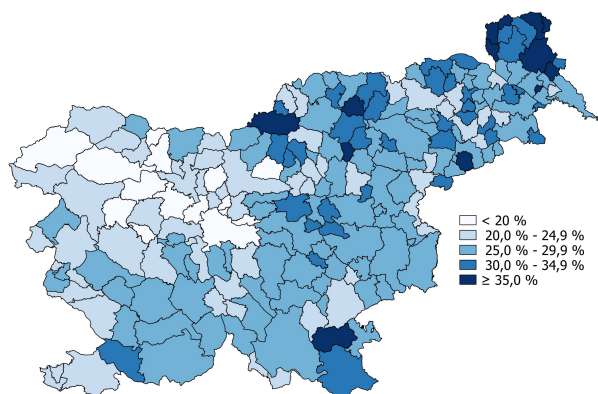 < 20 %
20,0 % - 24,9 %
25,0 % - 29,9 %
30,0 % - 34,9 %
≥ 35,0 %